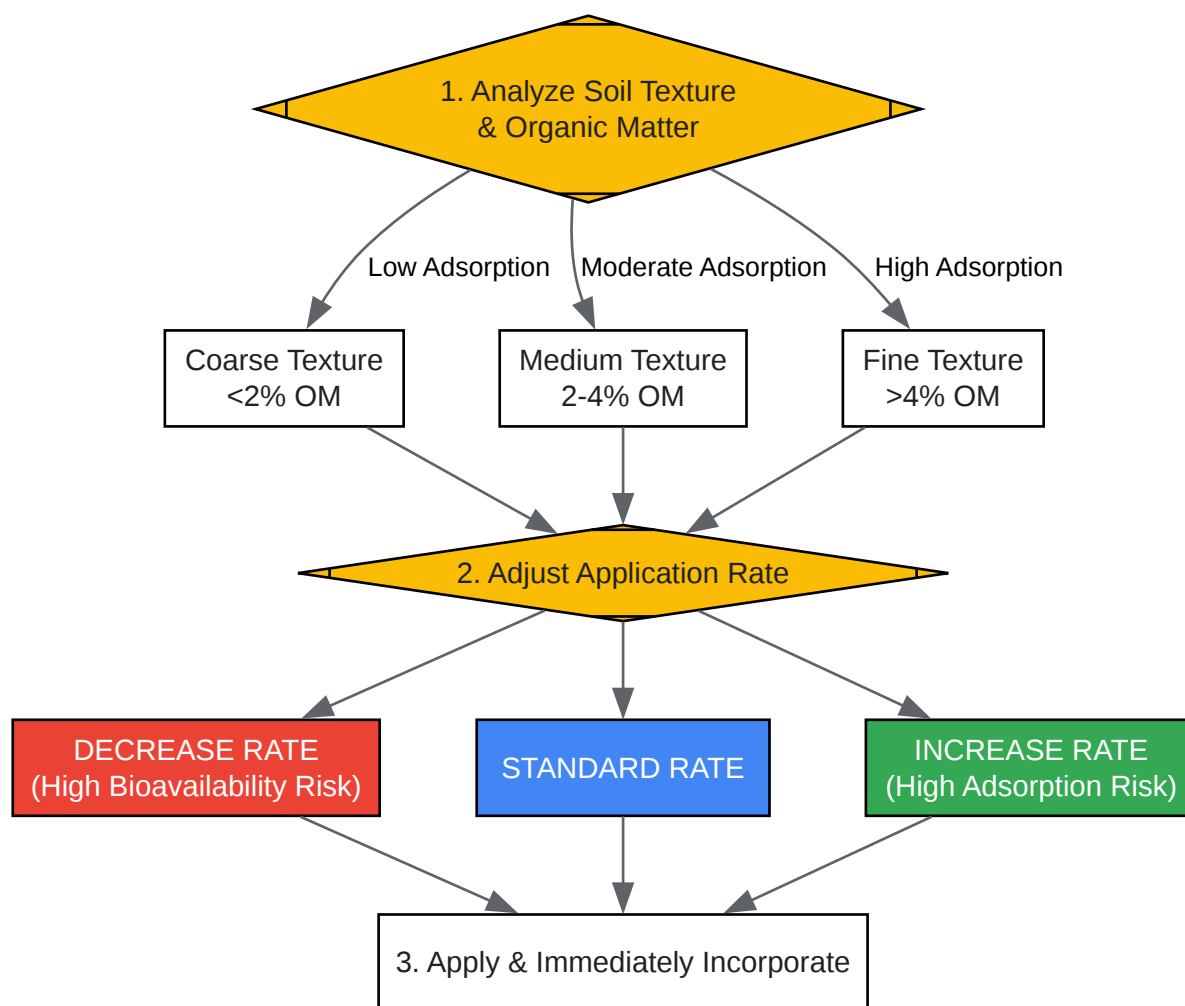 1. Analyze Soil Texture
& Organic Matter
Low Adsorption
Moderate Adsorption
High Adsorption
Coarse Texture
<2% OM
Medium Texture
2-4% OM
Fine Texture
>4% OM
2. Adjust Application Rate
DECREASE RATE
(High Bioavailability Risk)
STANDARD RATE
INCREASE RATE
(High Adsorption Risk)
3. Apply & Immediately Incorporate